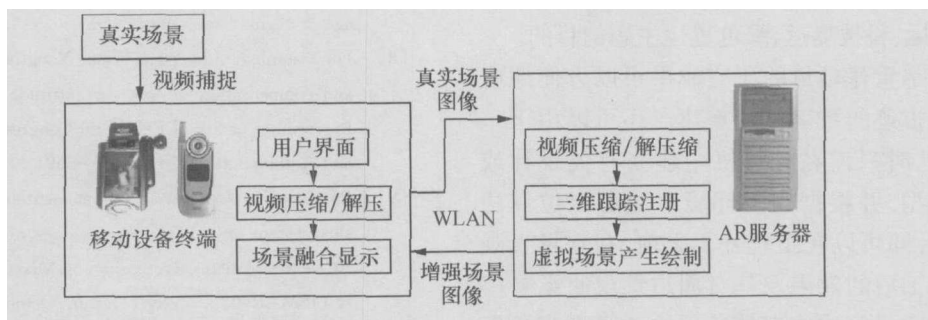 真实场景
视频捕捉
用户界面
视频压缩/解压
场景融合显示
移动设备终端
真实场景
图像
WLAN
增强场景
图像
视频压缩/解压缩
三维跟踪注册
虚拟场景产生绘制
AR服务器